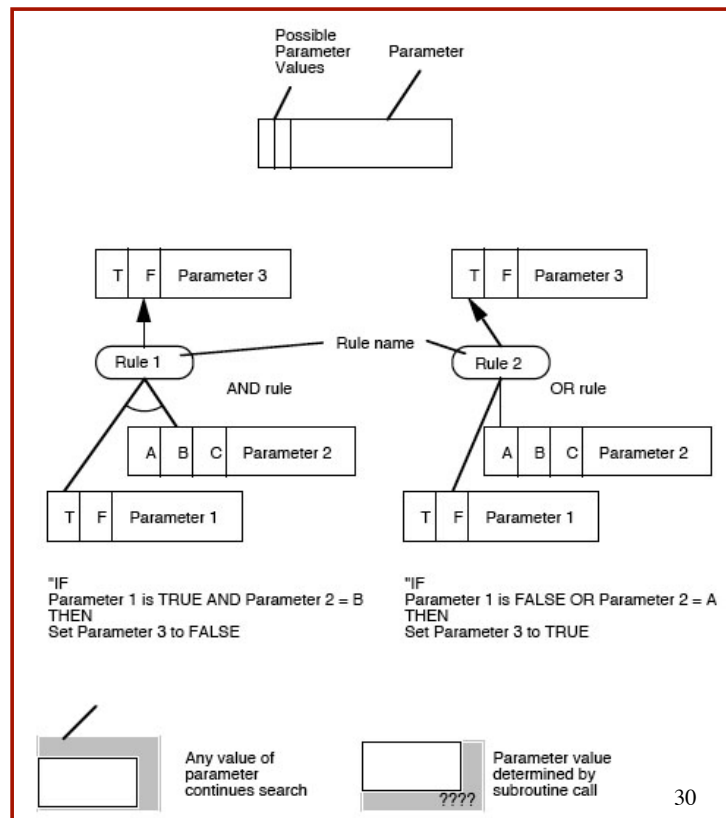 Possible
Parameter
Values
Parameter
T F Parameter 3
T F Parameter 3
Rule 1
Rule name
Rule 2
AND rule
OR rule
A B C Parameter 2
A B C Parameter 2
T F Parameter 1
T F Parameter 1
"IF
Parameter 1 is TRUE AND Parameter 2 = B
THEN
Set Parameter 3 to FALSE
"IF
Parameter 1 is FALSE OR Parameter 2 = A
THEN
Set Parameter 3 to TRUE
Any value of
parameter
continues search
????
Parameter value
determined by
subroutine call
30